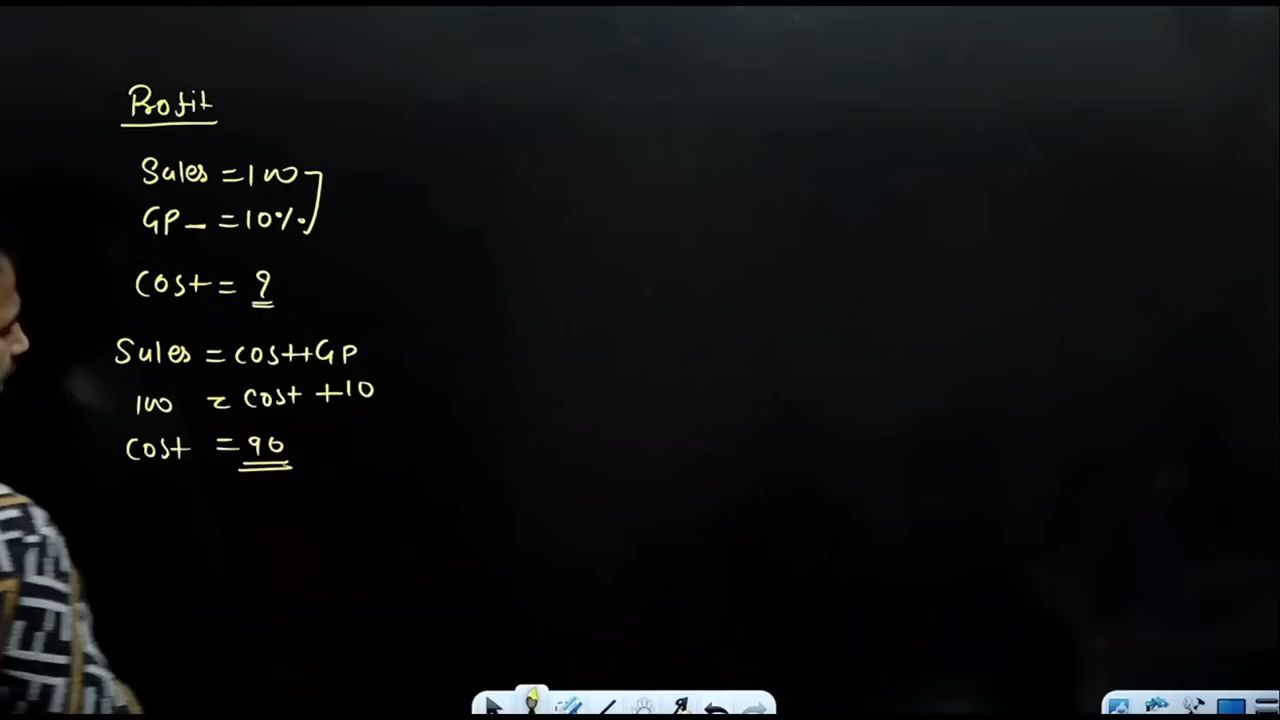 Profit
Sales = 100
GP - = 10%.
Cost = ?
Sales = Cost + GP
100 = Cost + 10
Cost = 90